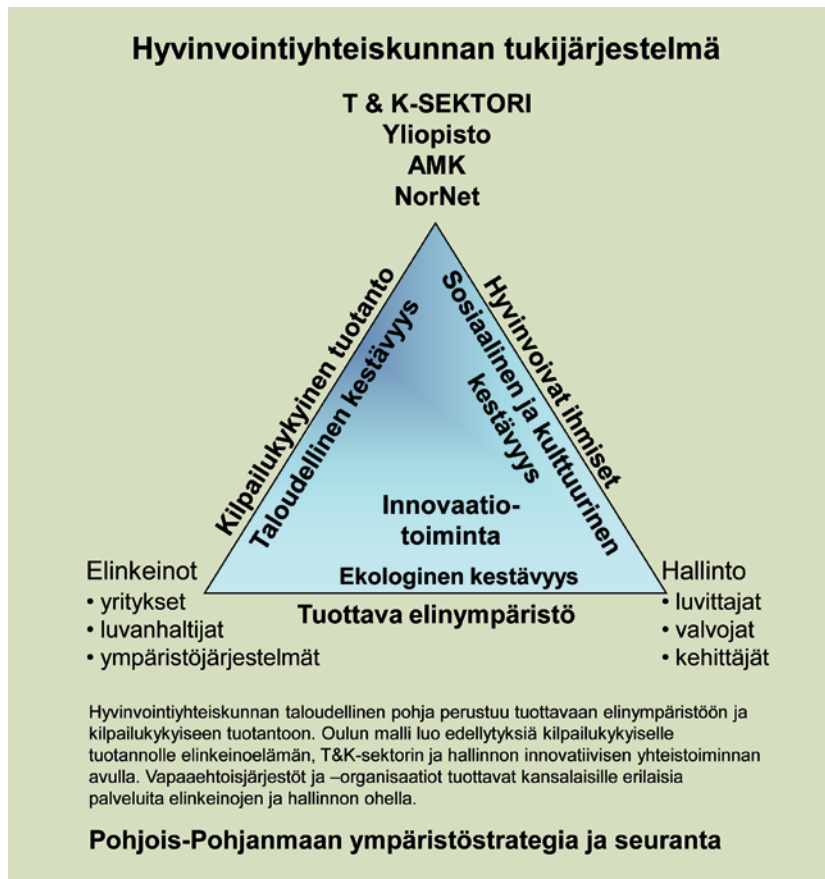 Hyvinvointiyhteiskunnan tukijärjestelmä
T & K-SEKTORI
Yliopisto
AMK
NorNet
Kilpailukykyinen tuotanto
Taloudellinen kestävyys
Hyvinvoivat ihmiset
Sosiaalinen ja kulttuurinen
kestävyys
Innovaatio-
toiminta
Ekologinen kestävyys
Tuottava elinympäristö
Elinkeinot
• yritykset
• luvanhaltijat
• ympäristöjärjestelmät
Hallinto
• luvittajat
• valvojat
• kehittäjät
Hyvinvointiyhteiskunnan taloudellinen pohja perustuu tuottavaan elinympäristöön ja
kilpailukykyiseen tuotantoon. Oulun malli luo edellytyksiä kilpailukykyiselle
tuotannolle elinkeinoelämän, T&K-sektorin ja hallinnon innovatiivisen yhteistoiminnan
avulla. Vapaaehtoisjärjestöt ja –organisaatiot tuottavat kansalaisille erilaisia
palveluita elinkeinojen ja hallinnon ohella.
Pohjois-Pohjanmaan ympäristöstrategia ja seuranta